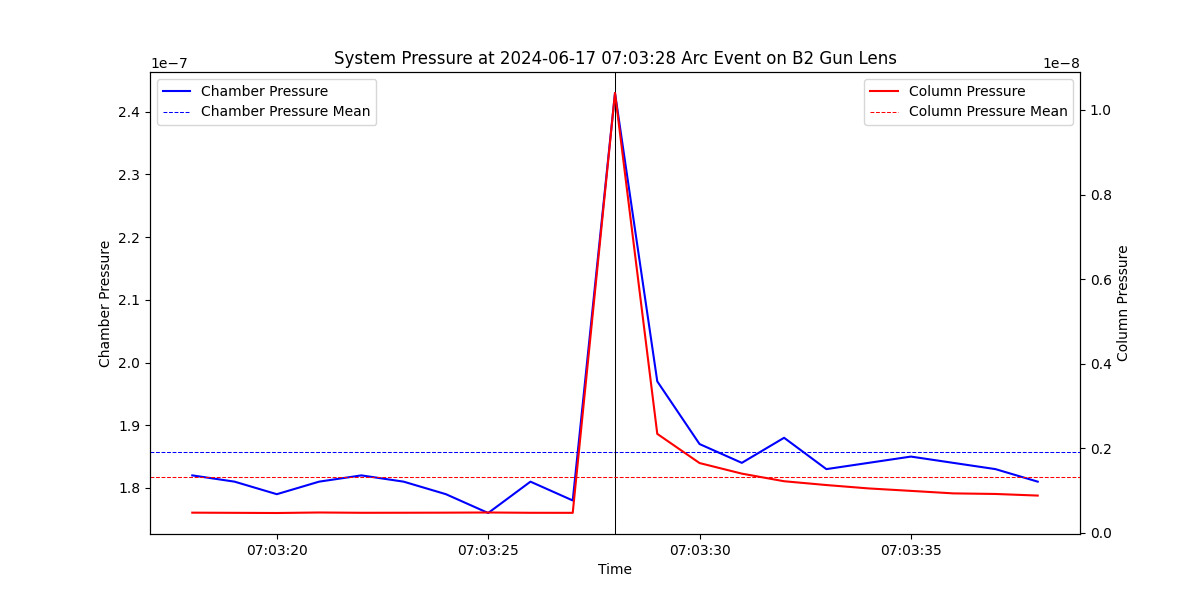 System Pressure at 2024-06-17 07:03:28 Arc Event on B2 Gun Lens
1e−7
1e−8
Chamber Pressure
Chamber Pressure Mean
Column Pressure
Column Pressure Mean
2.4
2.3
2.2
2.1
2.0
1.9
1.8
Chamber Pressure
1.0
0.8
0.6
0.4
0.2
0.0
Column Pressure
07:03:20
07:03:25
07:03:30
07:03:35
Time